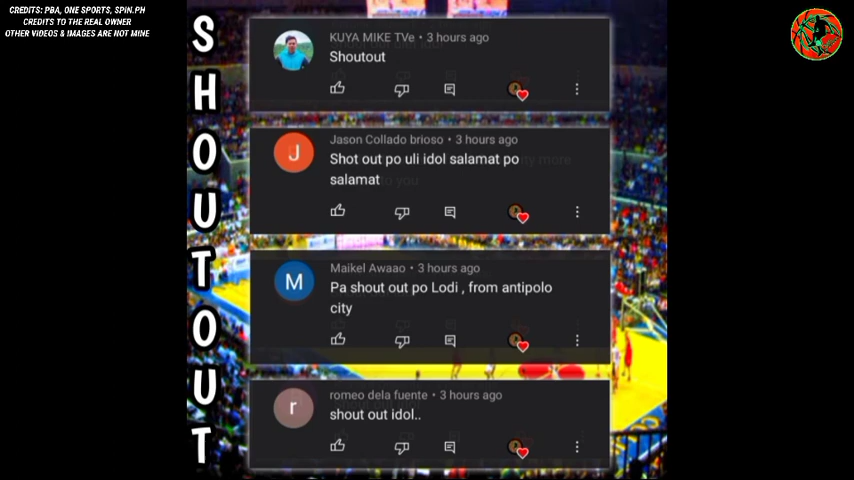 CREDITS: PBA, ONE SPORTS, SPIN.PH
CREDITS TO THE REAL OWNER
OTHER VIDEOS & IMAGES ARE NOT MINE
SHOUTOUT
KUYA MIKE TVe • 3 hours ago
Shoutout
J
Jason Collado brioso • 3 hours ago
Shot out po uli idol salamat po
salamat
M
Maikel Awaao • 3 hours ago
Pa shout out po Lodi , from antipolo
city
r
romeo dela fuente • 3 hours ago
shout out idol..